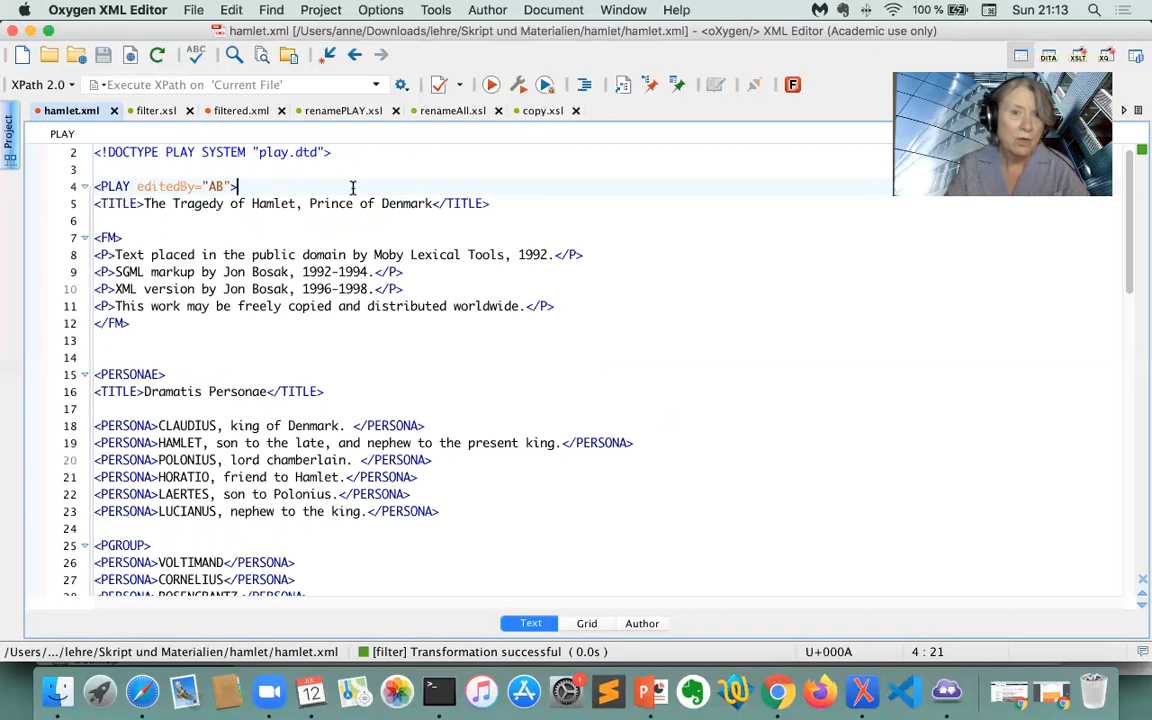 Oxygen XML Editor File Edit Find Project Options Tools Author Document Window Help 100 % Sun 21:13
hamlet.xml [/Users/anne/Downloads/lehre/Skript und Materialien/hamlet/hamlet.xml] - <oXygen/> XML Editor (Academic use only)
XPath 2.0 Execute XPath on 'Current File'
hamlet.xml filter.xsl filtered.xml renamePLAY.xsl renameAll.xsl copy.xsl
Project
PLAY
2 <!DOCTYPE PLAY SYSTEM "play.dtd">
3
4 <PLAY editedBy="AB">
5 <TITLE>The Tragedy of Hamlet, Prince of Denmark</TITLE>
6
7 <FM>
8 <P>Text placed in the public domain by Moby Lexical Tools, 1992.</P>
9 <P>SGML markup by Jon Bosak, 1992-1994.</P>
10 <P>XML version by Jon Bosak, 1996-1998.</P>
11 <P>This work may be freely copied and distributed worldwide.</P>
12 </FM>
13
14
15 <PERSONAE>
16 <TITLE>Dramatis Personae</TITLE>
17
18 <PERSONA>CLAUDIUS, king of Denmark. </PERSONA>
19 <PERSONA>HAMLET, son to the late, and nephew to the present king.</PERSONA>
20 <PERSONA>POLONIUS, lord chamberlain. </PERSONA>
21 <PERSONA>HORATIO, friend to Hamlet.</PERSONA>
22 <PERSONA>LAERTES, son to Polonius.</PERSONA>
23 <PERSONA>LUCIANUS, nephew to the king.</PERSONA>
24
25 <PGROUP>
26 <PERSONA>VOLTIMAND</PERSONA>
27 <PERSONA>CORNELIUS</PERSONA>
28 <PERSONA>ROSENCRANTZ</PERSONA>
Text Grid Author
/Users/.../lehre/Skript und Materialien/hamlet/hamlet.xml [filter] Transformation successful (0.0s) U+000A 4 : 21